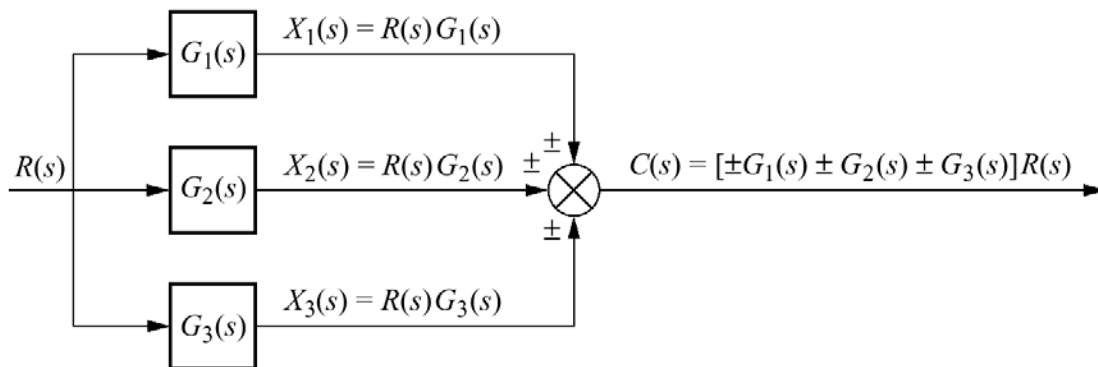 G₁(s)
X₁(s) = R(s)G₁(s)
±
R(s)
G₂(s)
X₂(s) = R(s)G₂(s)
±
C(s) = [±G₁(s) ± G₂(s) ± G₃(s)]R(s)
±
G₃(s)
X₃(s) = R(s)G₃(s)